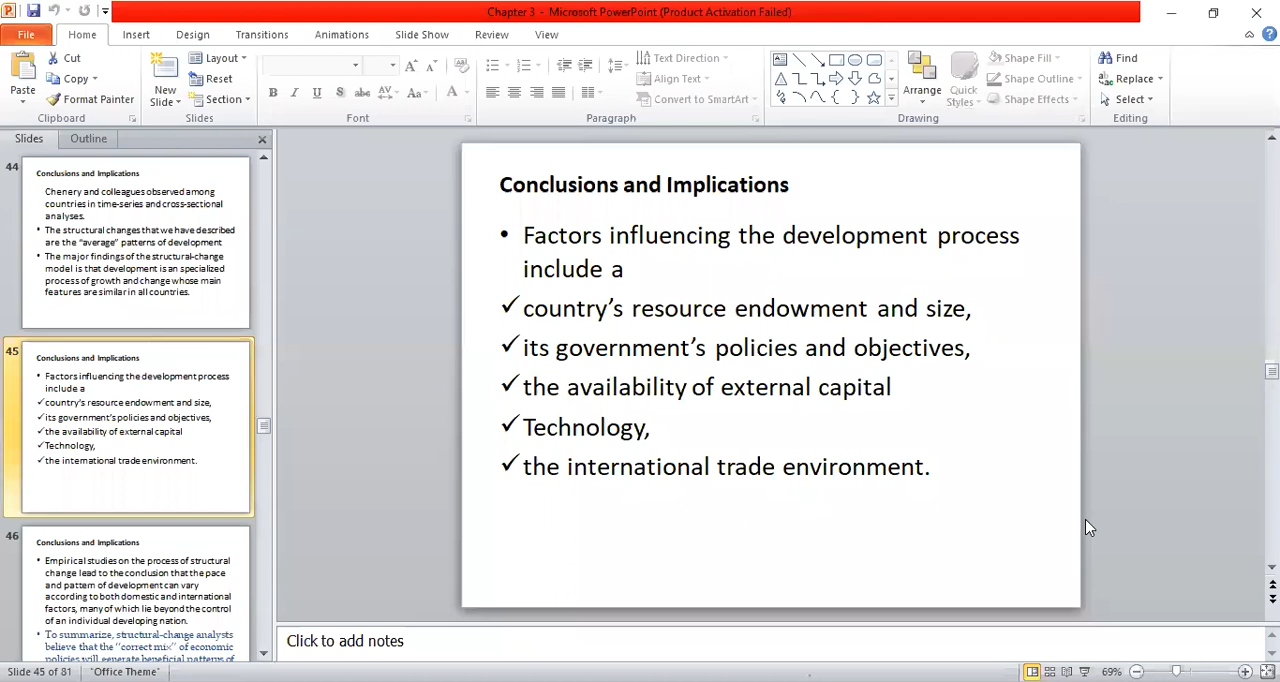 Chapter 3 - Microsoft PowerPoint (Product Activation Failed)
File Home Insert Design Transitions Animations Slide Show Review View
Paste
Cut
Copy
Format Painter
Clipboard
New
Slide
Layout
Reset
Section
Slides
B I U S abc AV Aa A
Font
Text Direction
Align Text
Convert to SmartArt
Paragraph
Arrange
Quick
Styles
Shape Fill
Shape Outline
Shape Effects
Drawing
Find
Replace
Select
Editing
Slides Outline
44
Conclusions and Implications
Chenery and colleagues observed among
countries in time-series and cross-sectional
analyses.
• The structural changes that we have described
are the “average” patterns of development
• The major findings of the structural-change
model is that development is an specialized
process of growth and change whose main
features are similar in all countries.
45
Conclusions and Implications
• Factors influencing the development process
include a
✓country’s resource endowment and size,
✓its government’s policies and objectives,
✓the availability of external capital
✓Technology,
✓the international trade environment.
46
Conclusions and Implications
• Empirical studies on the process of structural
change lead to the conclusion that the pace
and pattern of development can vary
according to both domestic and international
factors, many of which lie beyond the control
of an individual developing nation.
• To summarize, structural-change analysts
believe that the “correct mix” of economic
policies will generate beneficial patterns of
Conclusions and Implications
• Factors influencing the development process
include a
✓country’s resource endowment and size,
✓its government’s policies and objectives,
✓the availability of external capital
✓Technology,
✓the international trade environment.
Click to add notes
Slide 45 of 81 "Office Theme" 69%